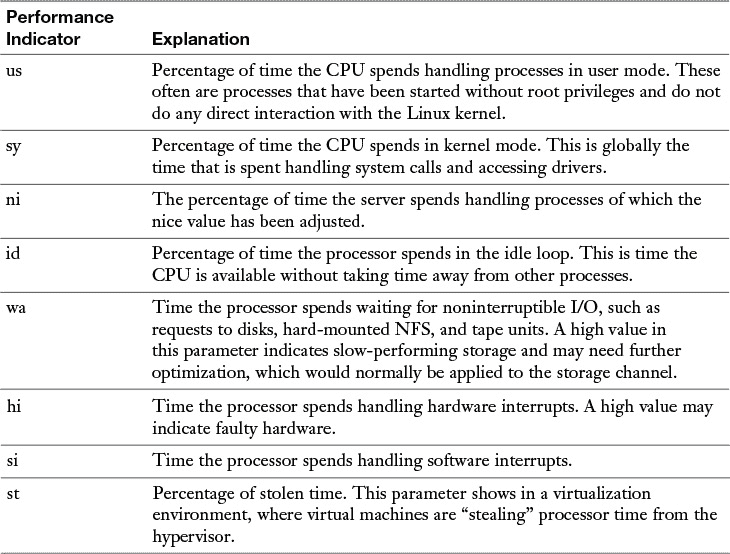 Performance
Indicator Explanation
us Percentage of time the CPU spends handling processes in user mode. These
often are processes that have been started without root privileges and do not
do any direct interaction with the Linux kernel.
sy Percentage of time the CPU spends in kernel mode. This is globally the
time that is spent handling system calls and accessing drivers.
ni The percentage of time the server spends handling processes of which the
nice value has been adjusted.
id Percentage of time the processor spends in the idle loop. This is time the
CPU is available without taking time away from other processes.
wa Time the processor spends waiting for noninterruptible I/O, such as
requests to disks, hard-mounted NFS, and tape units. A high value in
this parameter indicates slow-performing storage and may need further
optimization, which would normally be applied to the storage channel.
hi Time the processor spends handling hardware interrupts. A high value may
indicate faulty hardware.
si Time the processor spends handling software interrupts.
st Percentage of stolen time. This parameter shows in a virtualization
environment, where virtual machines are “stealing” processor time from the
hypervisor.